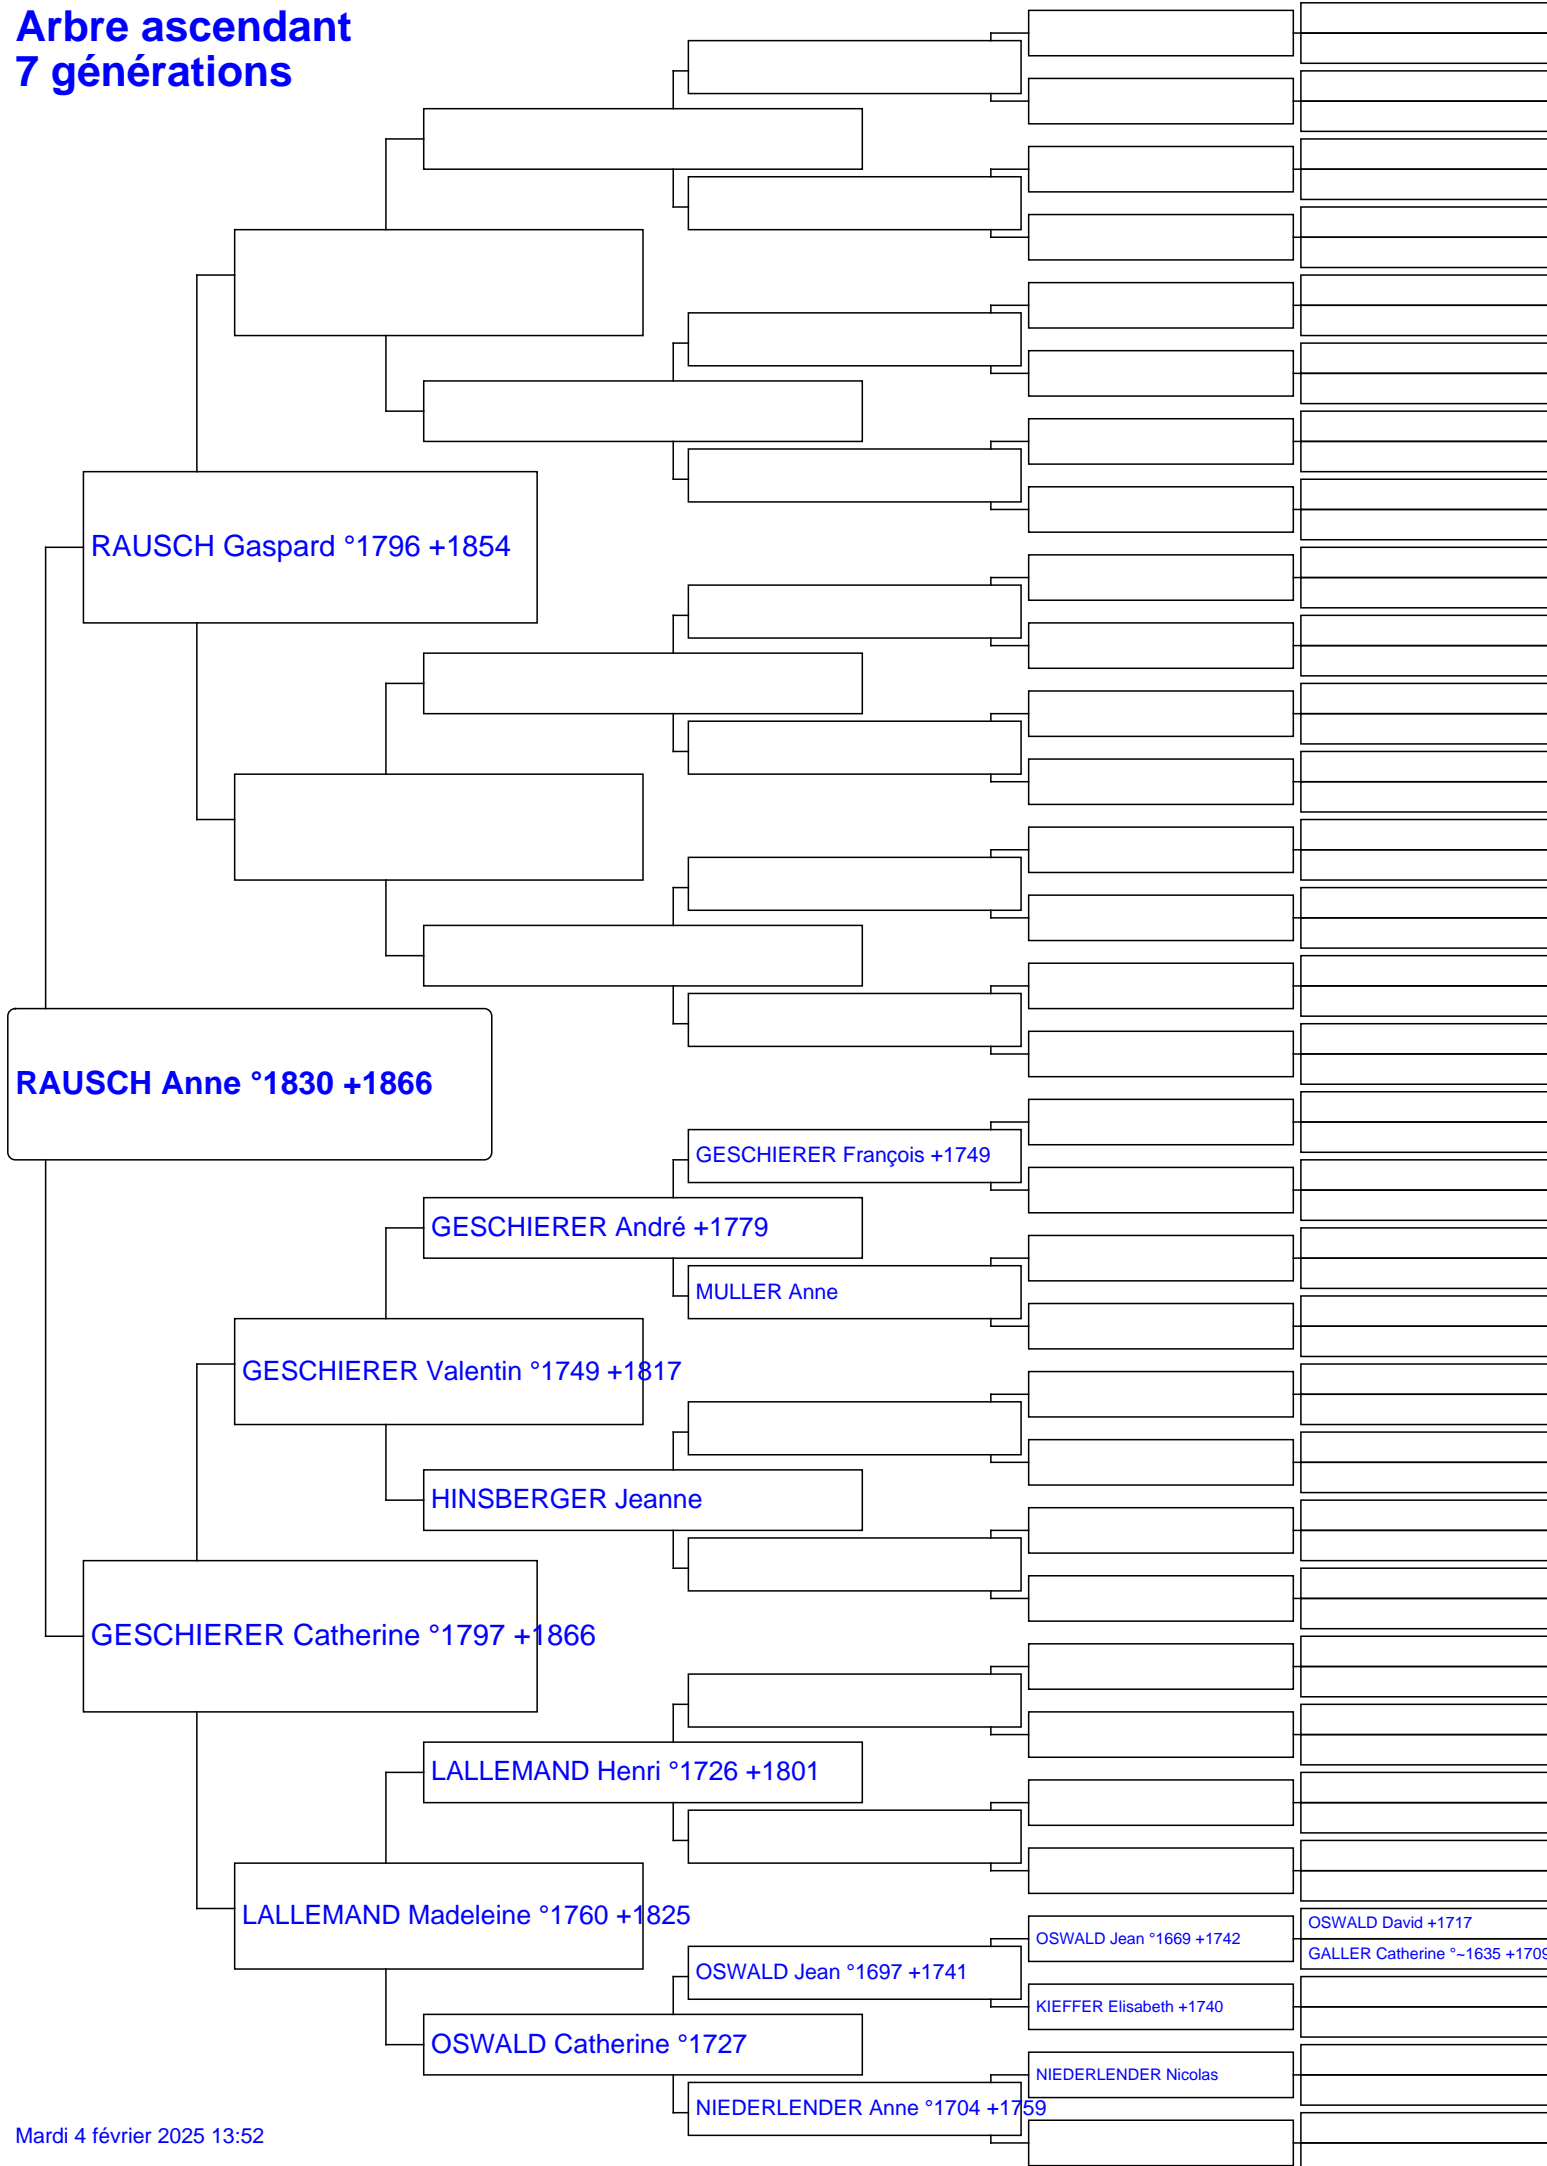 Arbre ascendant
7 générations
RAUSCH Gaspard °1796 +1854
RAUSCH Anne °1830 +1866
GESCHIERER François +1749
GESCHIERER André +1779
MULLER Anne
GESCHIERER Valentin °1749 +1817
HINSBERGER Jeanne
GESCHIERER Catherine °1797 +1866
LALLEMAND Henri °1726 +1801
LALLEMAND Madeleine °1760 +1825
OSWALD David +1717
OSWALD Jean °1669 +1742
GALLER Catherine °~1635 +1709
OSWALD Jean °1697 +1741
KIEFFER Elisabeth +1740
OSWALD Catherine °1727
NIEDERLENDER Nicolas
NIEDERLENDER Anne °1704 +1759
Mardi 4 février 2025 13:52